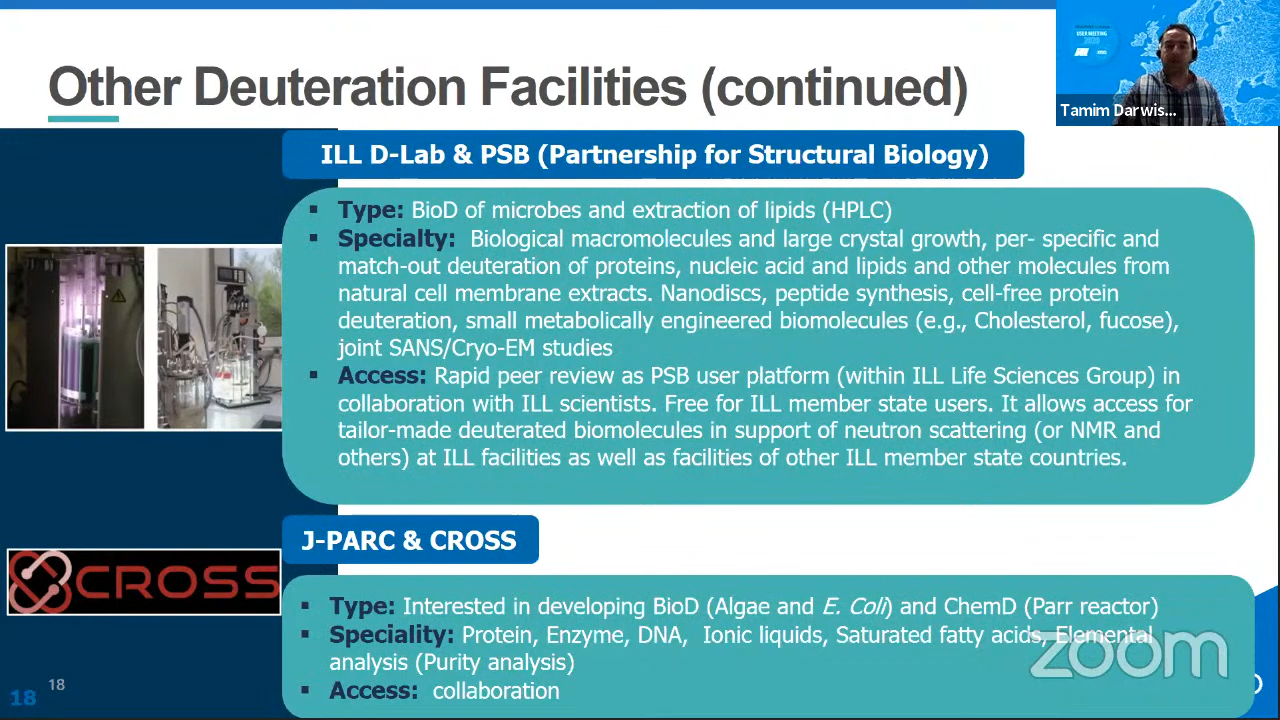 Other Deuteration Facilities (continued)
USER MEETING
2020
Tamim Darwis...
ILL D-Lab & PSB (Partnership for Structural Biology)
▪ Type: BioD of microbes and extraction of lipids (HPLC)
▪ Specialty: Biological macromolecules and large crystal growth, per- specific and
match-out deuteration of proteins, nucleic acid and lipids and other molecules from
natural cell membrane extracts. Nanodiscs, peptide synthesis, cell-free protein
deuteration, small metabolically engineered biomolecules (e.g., Cholesterol, fucose),
joint SANS/Cryo-EM studies
▪ Access: Rapid peer review as PSB user platform (within ILL Life Sciences Group) in
collaboration with ILL scientists. Free for ILL member state users. It allows access for
tailor-made deuterated biomolecules in support of neutron scattering (or NMR and
others) at ILL facilities as well as facilities of other ILL member state countries.
J-PARC & CROSS
CROSS
▪ Type: Interested in developing BioD (Algae and E. Coli) and ChemD (Parr reactor)
▪ Speciality: Protein, Enzyme, DNA, Ionic liquids, Saturated fatty acids, Elemental
analysis (Purity analysis)
▪ Access: collaboration
zoom
18
18